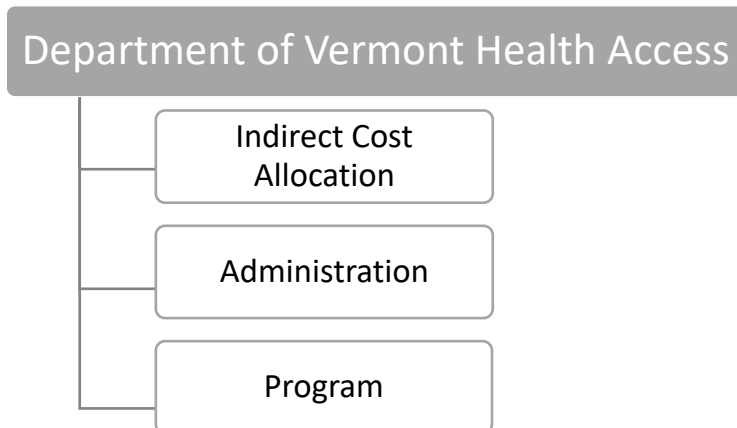 Department of Vermont Health Access
Indirect Cost
Allocation
Administration
Program